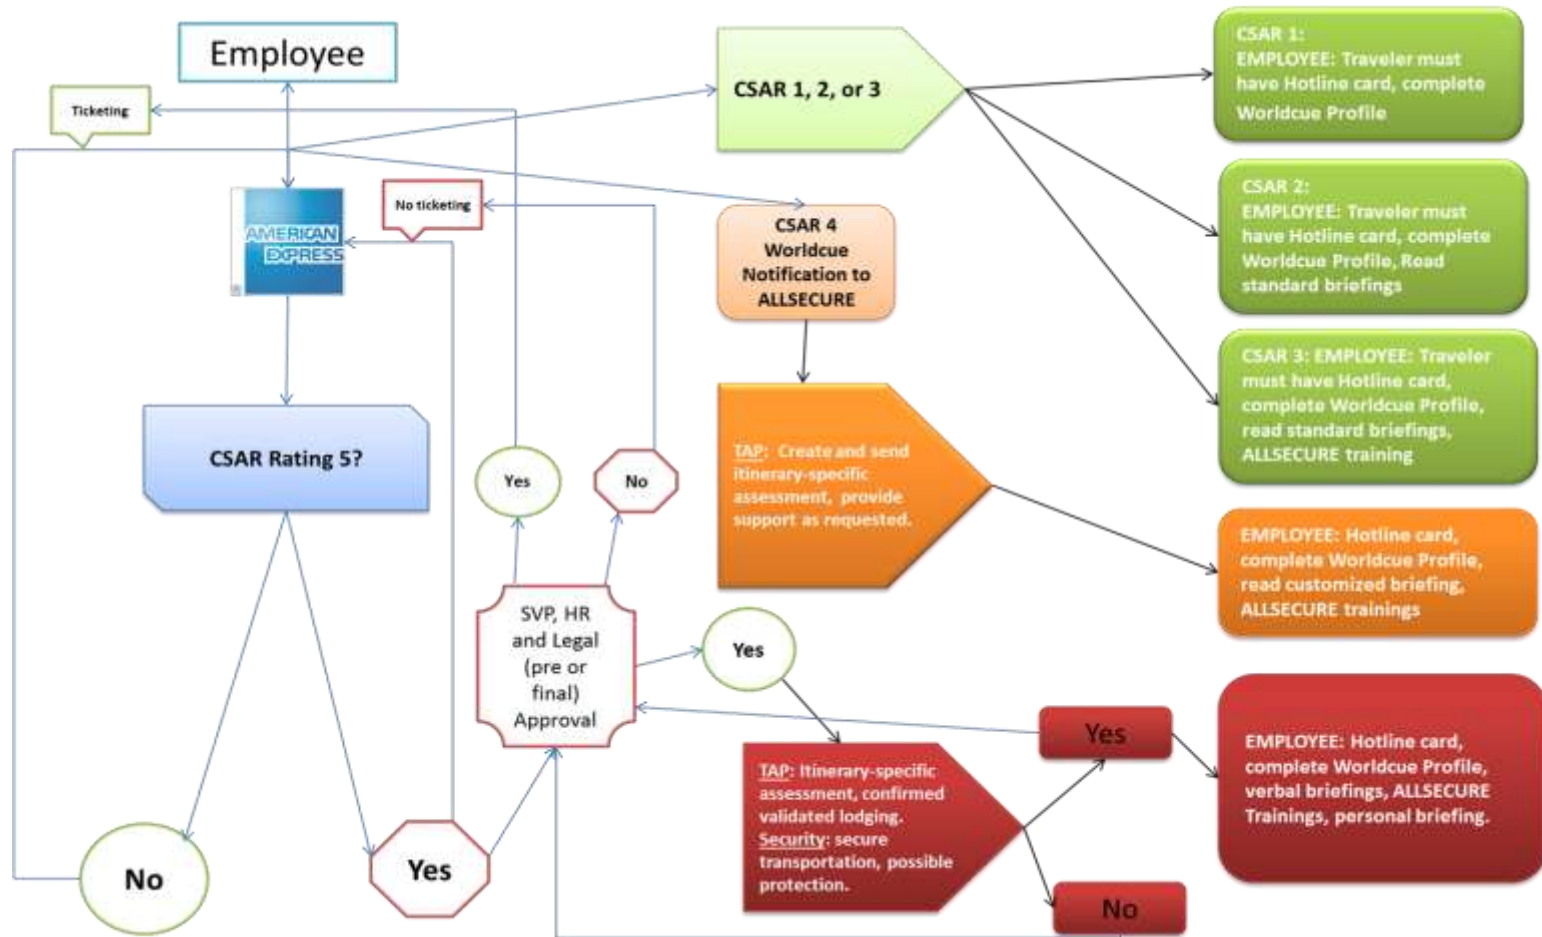 Employee
Ticketing
AMERICAN
EXPRESS
No ticketing
CSAR Rating 5?
Yes
No
SVP, HR
and Legal
(pre or
final)
Approval
No
Yes
Yes
CSAR 1, 2, or 3
CSAR 4
Worldcue
Notification to
ALLSECURE
TAP: Create and send
itinerary-specific
assessment, provide
support as requested.
TAP: Itinerary-specific
assessment, confirmed
validated lodging.
Security: secure
transportation, possible
protection.
Yes
No
CSAR 1:
EMPLOYEE: Traveler must
have Hotline card, complete
Worldcue Profile
CSAR 2:
EMPLOYEE: Traveler must
have Hotline card, complete
Worldcue Profile, Read
standard briefings
CSAR 3: EMPLOYEE: Traveler
must have Hotline card,
complete Worldcue Profile,
read standard briefings,
ALLSECURE training
EMPLOYEE: Hotline card,
complete Worldcue Profile,
read customized briefing,
ALLSECURE trainings
EMPLOYEE: Hotline card,
complete Worldcue Profile,
verbal briefings, ALLSECURE
Trainings, personal briefing.